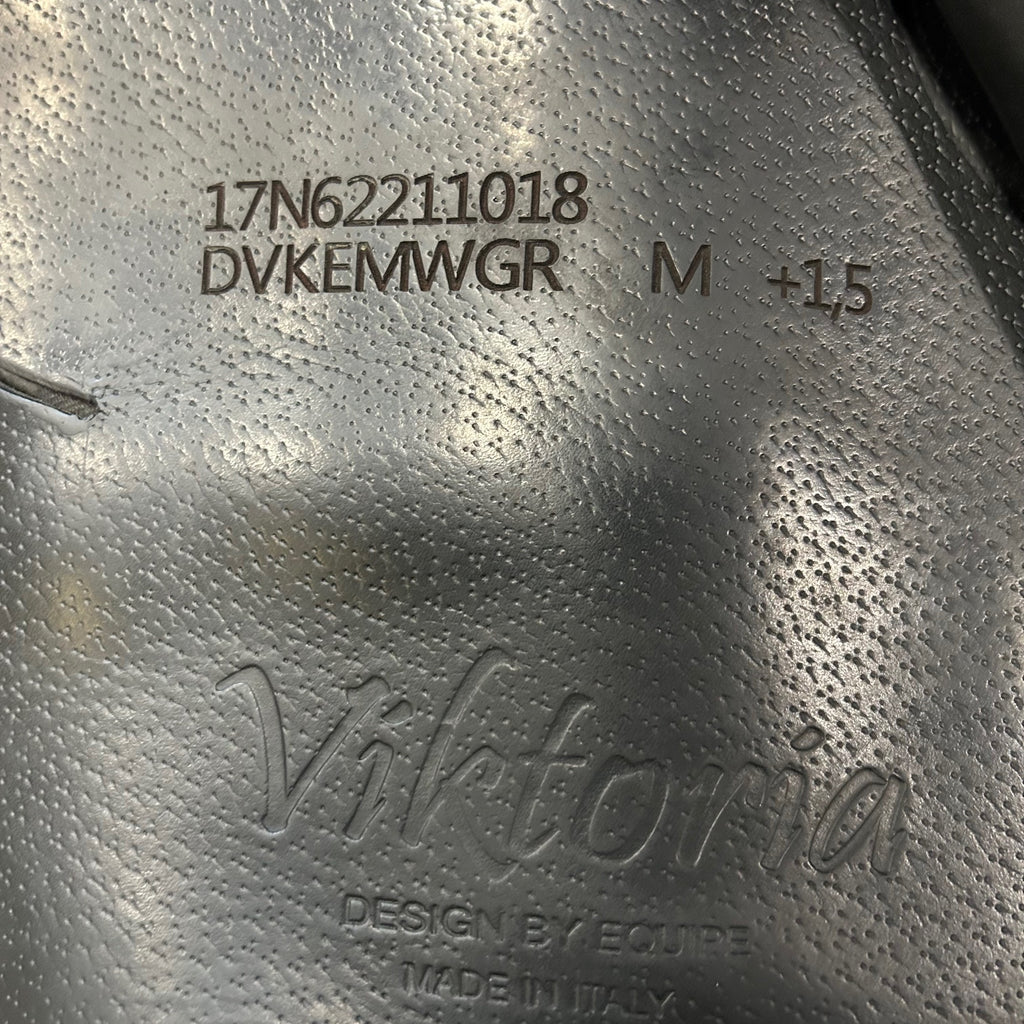 17N62211018
DVKEMWGR M +1,5
Viktoria
DESIGN BY EQUIPE
MADE IN ITALY